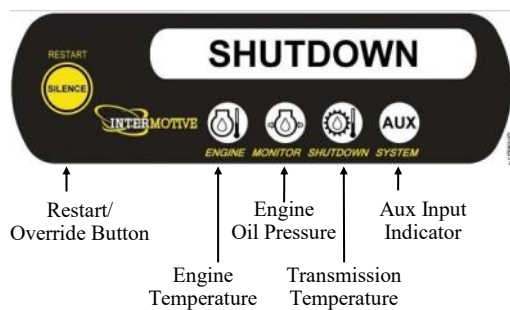 RESTART
SILENCE
SHUTDOWN
INTERMOTIVE
AUX
ENGINE MONITOR SHUTDOWN SYSTEM
Restart/
Override Button
Engine
Oil Pressure
Aux Input
Indicator
Engine
Temperature
Transmission
Temperature